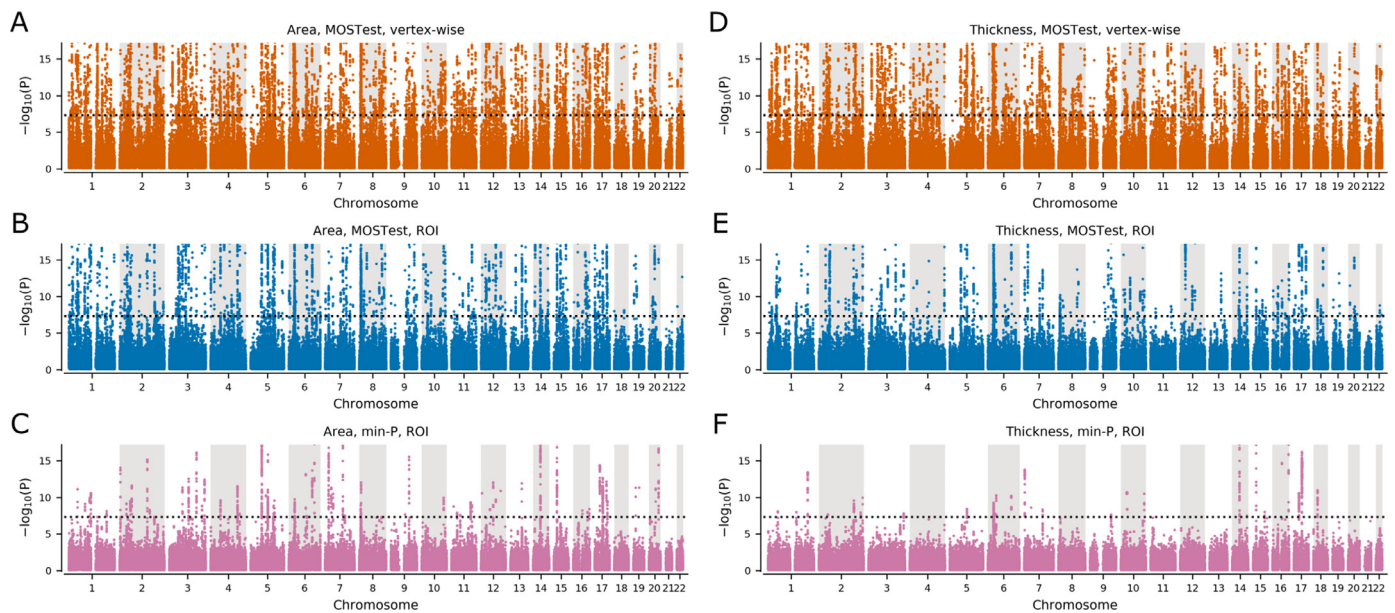 A
Area, MOSTest, vertex-wise
−log10(P)
15
10
5
0
1 2 3 4 5 6 7 8 9 10 11 12 13 14 15 16 17 18 19 20 21 22
Chromosome
B
Area, MOSTest, ROI
−log10(P)
15
10
5
0
1 2 3 4 5 6 7 8 9 10 11 12 13 14 15 16 17 18 19 20 21 22
Chromosome
C
Area, min-P, ROI
−log10(P)
15
10
5
0
1 2 3 4 5 6 7 8 9 10 11 12 13 14 15 16 17 18 19 20 21 22
Chromosome
D
Thickness, MOSTest, vertex-wise
−log10(P)
15
10
5
0
1 2 3 4 5 6 7 8 9 10 11 12 13 14 15 16 17 18 19 20 21 22
Chromosome
E
Thickness, MOSTest, ROI
−log10(P)
15
10
5
0
1 2 3 4 5 6 7 8 9 10 11 12 13 14 15 16 17 18 19 20 21 22
Chromosome
F
Thickness, min-P, ROI
−log10(P)
15
10
5
0
1 2 3 4 5 6 7 8 9 10 11 12 13 14 15 16 17 18 19 20 21 22
Chromosome